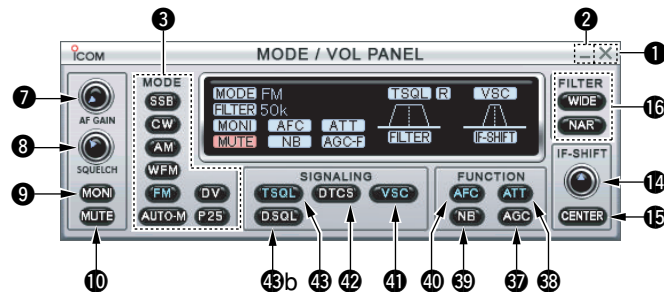 3
2
ICOM
MODE / VOL PANEL
1
7
AF GAIN
8
SQUELCH
9
MONI
MUTE
10
MODE
SSB
CW
AM
WFM
FM
DV
AUTO-M
P25
MODE FM
FILTER 50k
MONI AFC ATT
MUTE NB AGC-F
TSQL R VSC
FILTER IF-SHIFT
FILTER
WIDE
NAR
16
IF-SHIFT
14
CENTER
15
SIGNALING
TSQL DTCS VSC
D.SQL
43b 43 42 41
FUNCTION
AFC ATT
NB AGC
40 39 37 38